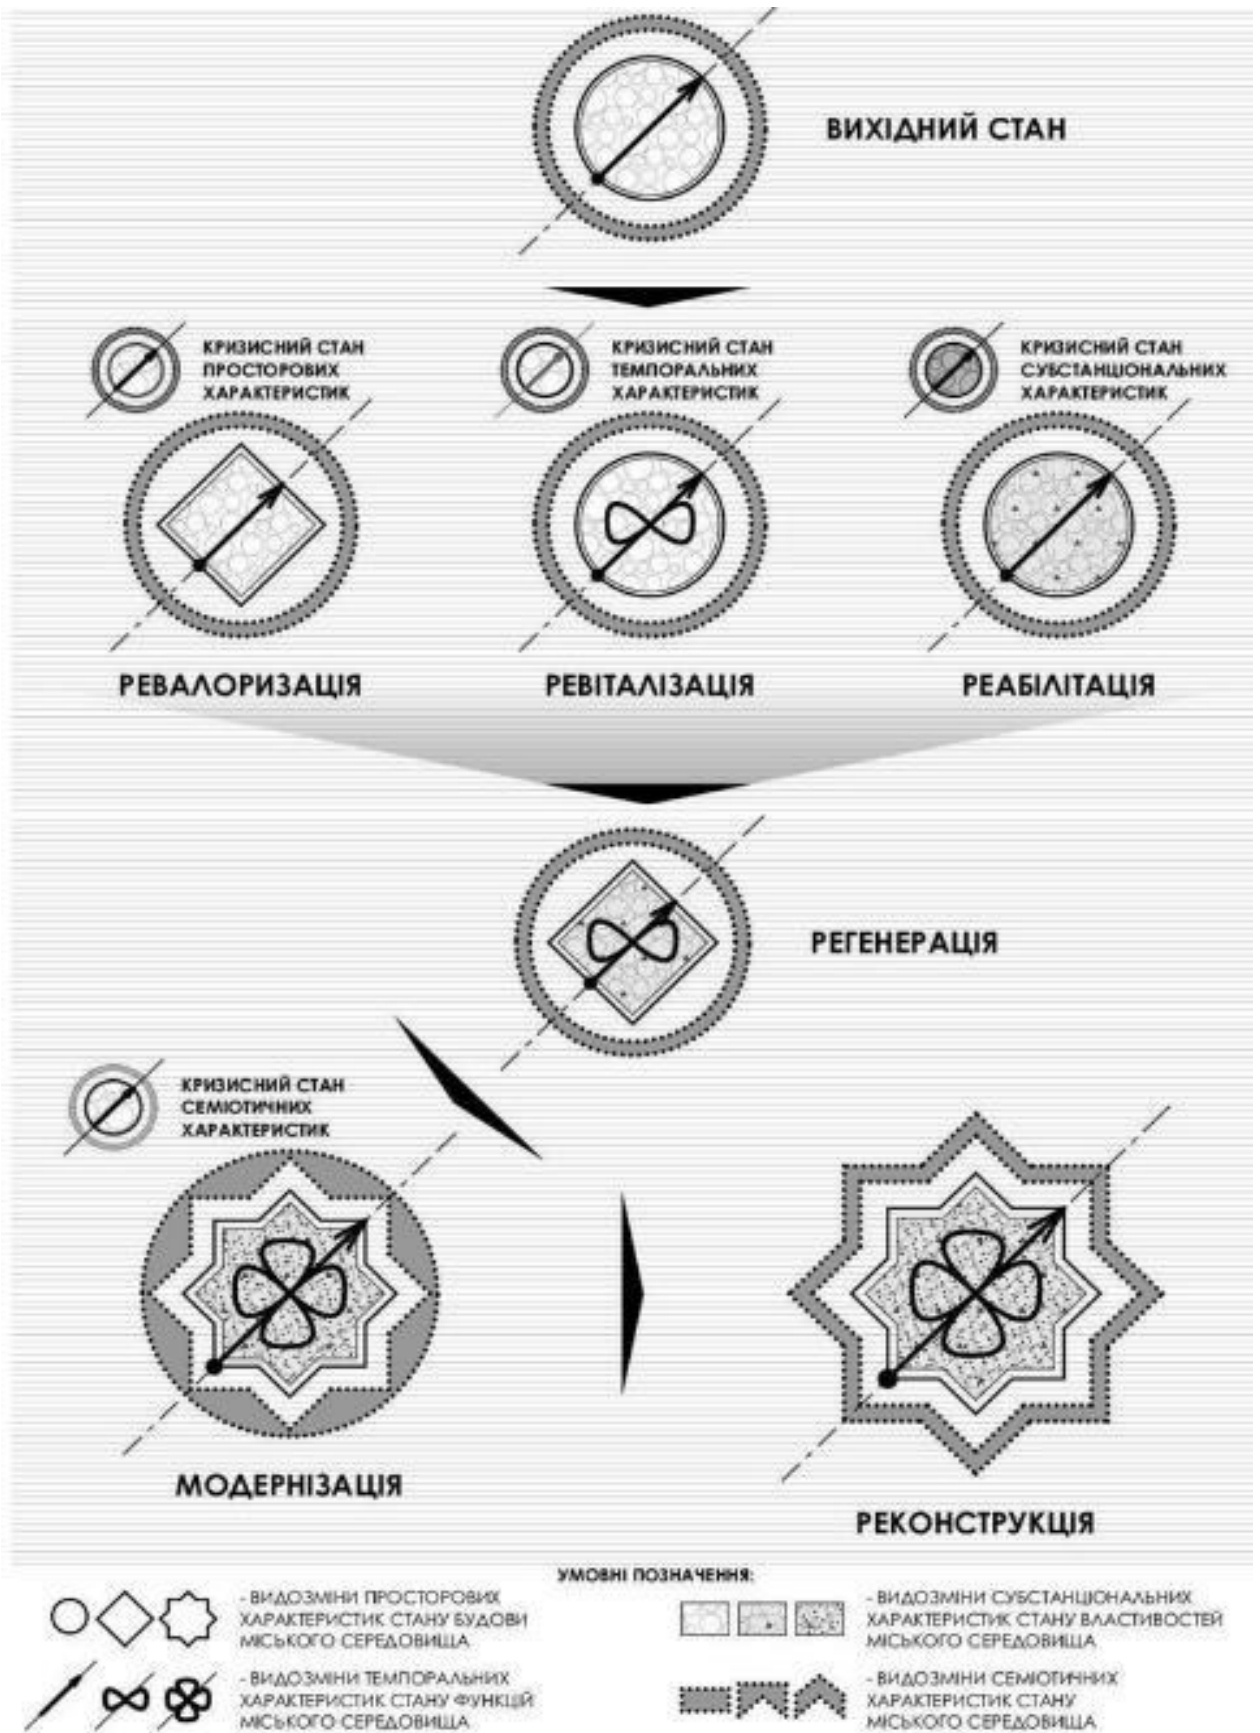 ВИХІДНИЙ СТАН
КРИЗИСНИЙ СТАН
ПРОСТОРОВИХ
ХАРАКТЕРИСТИК
КРИЗИСНИЙ СТАН
ТЕМПОРАЛЬНИХ
ХАРАКТЕРИСТИК
КРИЗИСНИЙ СТАН
СУБСТАНЦІОНАЛЬНИХ
ХАРАКТЕРИСТИК
РЕВАЛОРИЗАЦІЯ
РЕВІТАЛІЗАЦІЯ
РЕАБІЛІТАЦІЯ
РЕГЕНЕРАЦІЯ
КРИЗИСНИЙ СТАН
СЕМІОТИЧНИХ
ХАРАКТЕРИСТИК
МОДЕРНІЗАЦІЯ
РЕКОНСТРУКЦІЯ
УМОВНІ ПОЗНАЧЕННЯ:
- ВИДОЗМІНИ ПРОСТОРОВИХ
ХАРАКТЕРИСТИК СТАНУ БУДОВИ
МІСЬКОГО СЕРЕДОВИЩА
- ВИДОЗМІНИ ТЕМПОРАЛЬНИХ
ХАРАКТЕРИСТИК СТАНУ ФУНКЦІЙ
МІСЬКОГО СЕРЕДОВИЩА
- ВИДОЗМІНИ СУБСТАНЦІОНАЛЬНИХ
ХАРАКТЕРИСТИК СТАНУ ВЛАСТИВОСТЕЙ
МІСЬКОГО СЕРЕДОВИЩА
- ВИДОЗМІНИ СЕМІОТИЧНИХ
ХАРАКТЕРИСТИК СТАНУ
МІСЬКОГО СЕРЕДОВИЩА